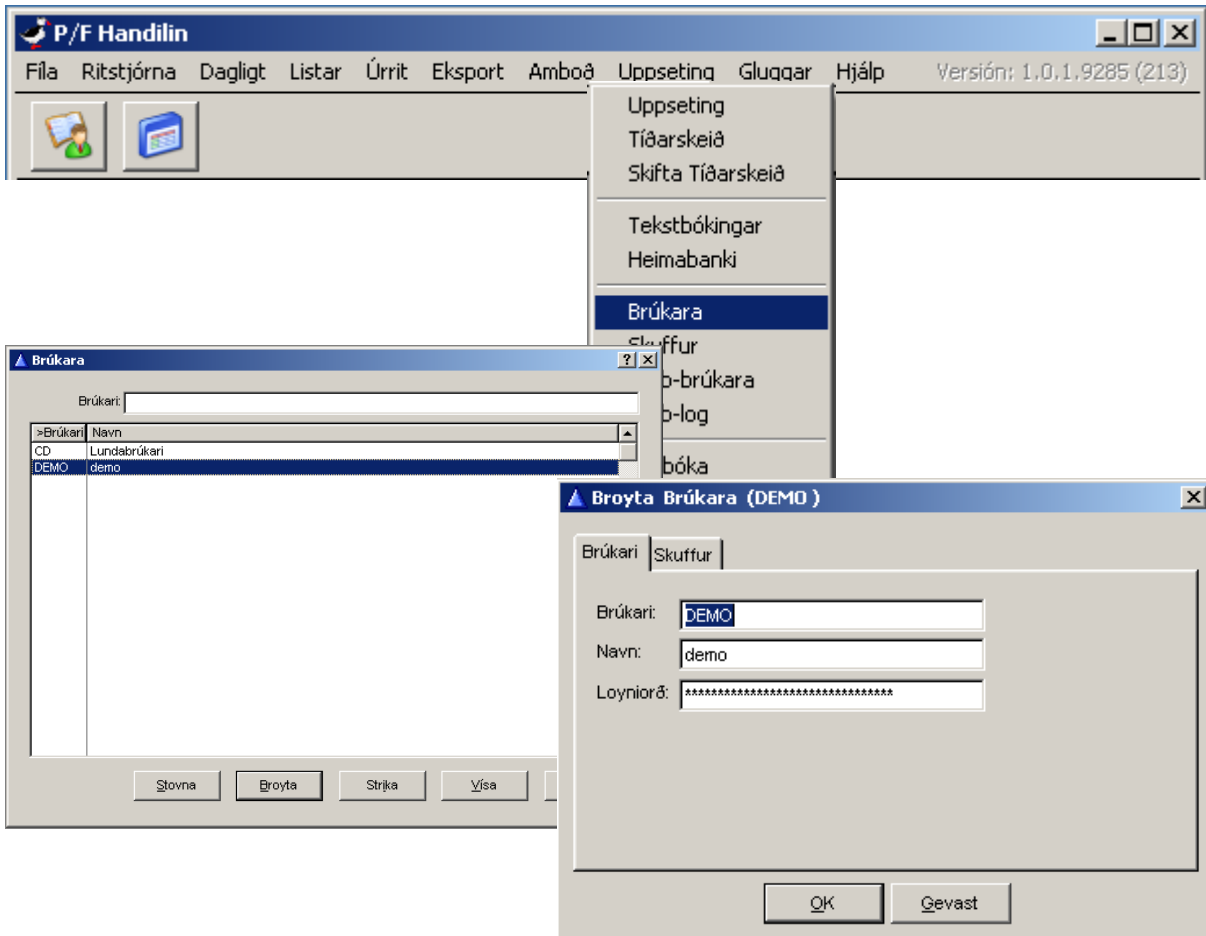 P/F Handilin
Fíla Ritstjórna Dagligt Listar Úrrit Eksport Amboð Uppseting Gluggar Hjálp Versión: 1.0.1.9285 (213)
Uppseting
Tíðarskeið
Skifta Tíðarskeið
Tekstbókingar
Heimabanki
Brúkara
Skuffur
b-brúkara
b-log
bóka
Brúkara
Brúkari:
>Brúkari Navn
CD Lundabrúkari
DEMO demo
Stovna Broyta Strika Vísa
Broyta Brúkara (DEMO )
Brúkari Skuffur
Brúkari: DEMO
Navn: demo
Loyniorð: ********************************
OK Gevast